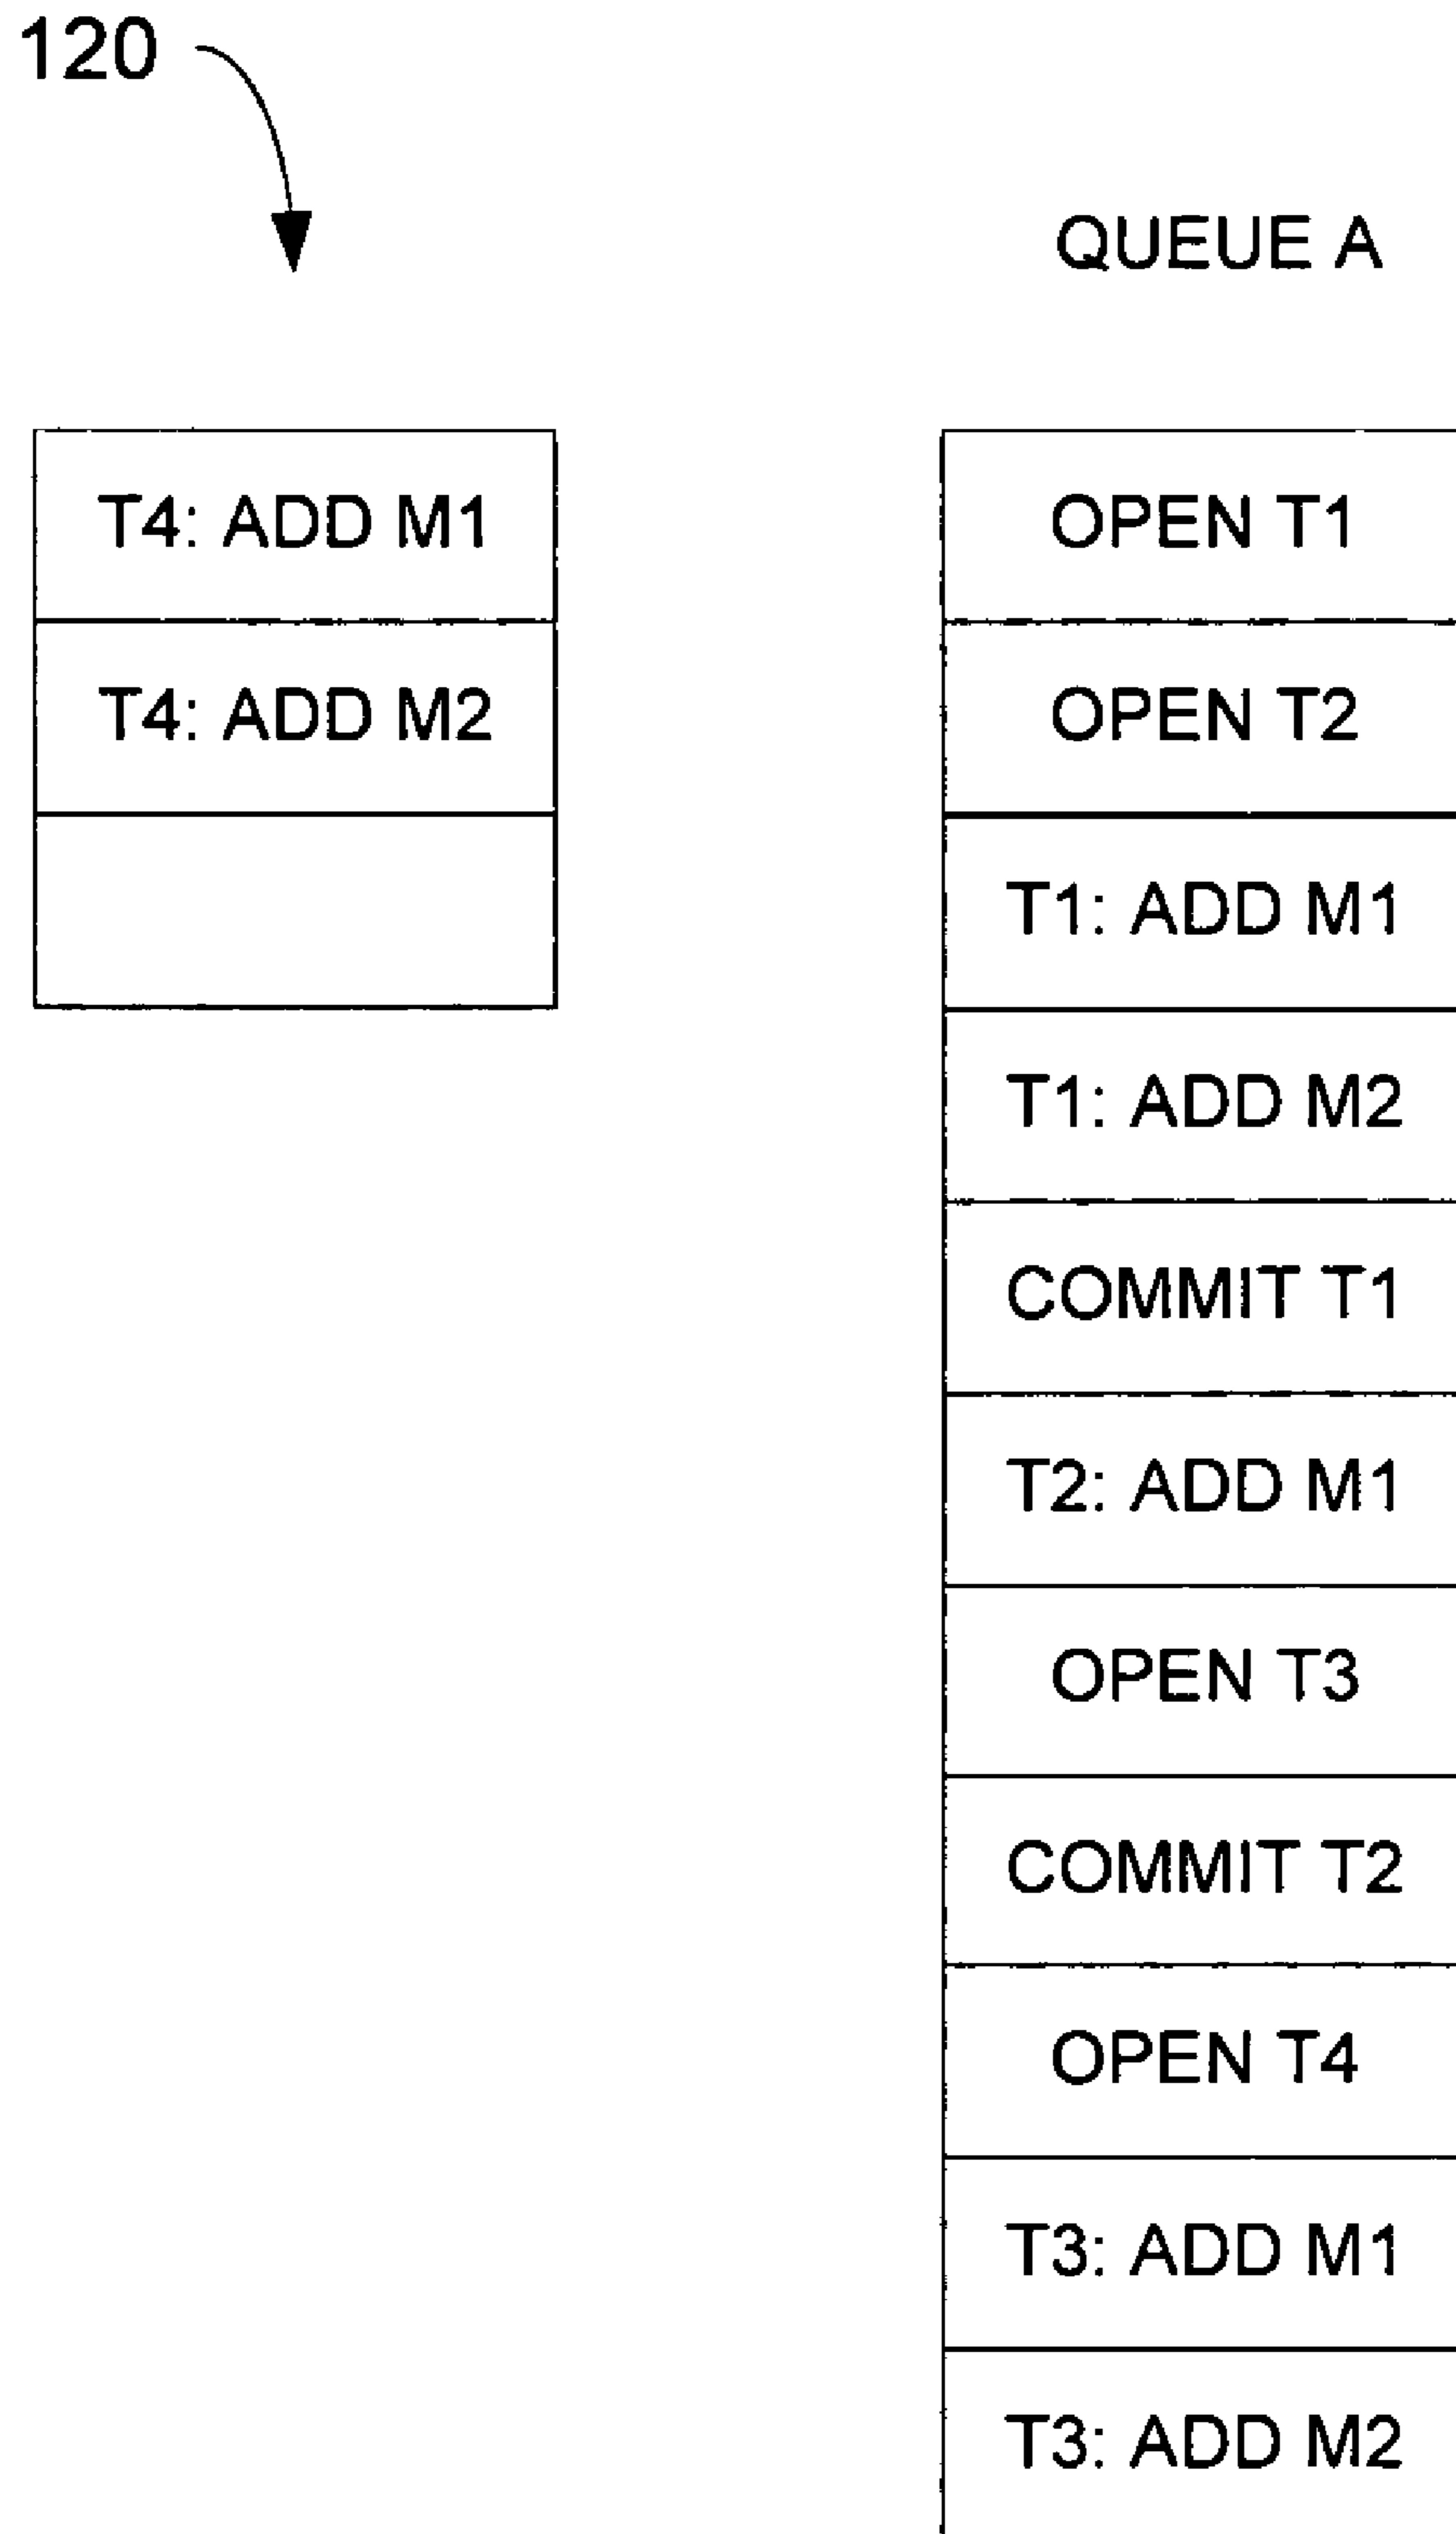 120
QUEUE A
T4: ADD M1
T4: ADD M2
OPEN T1
OPEN T2
T1: ADD M1
T1: ADD M2
COMMIT T1
T2: ADD M1
OPEN T3
COMMIT T2
OPEN T4
T3: ADD M1
T3: ADD M2